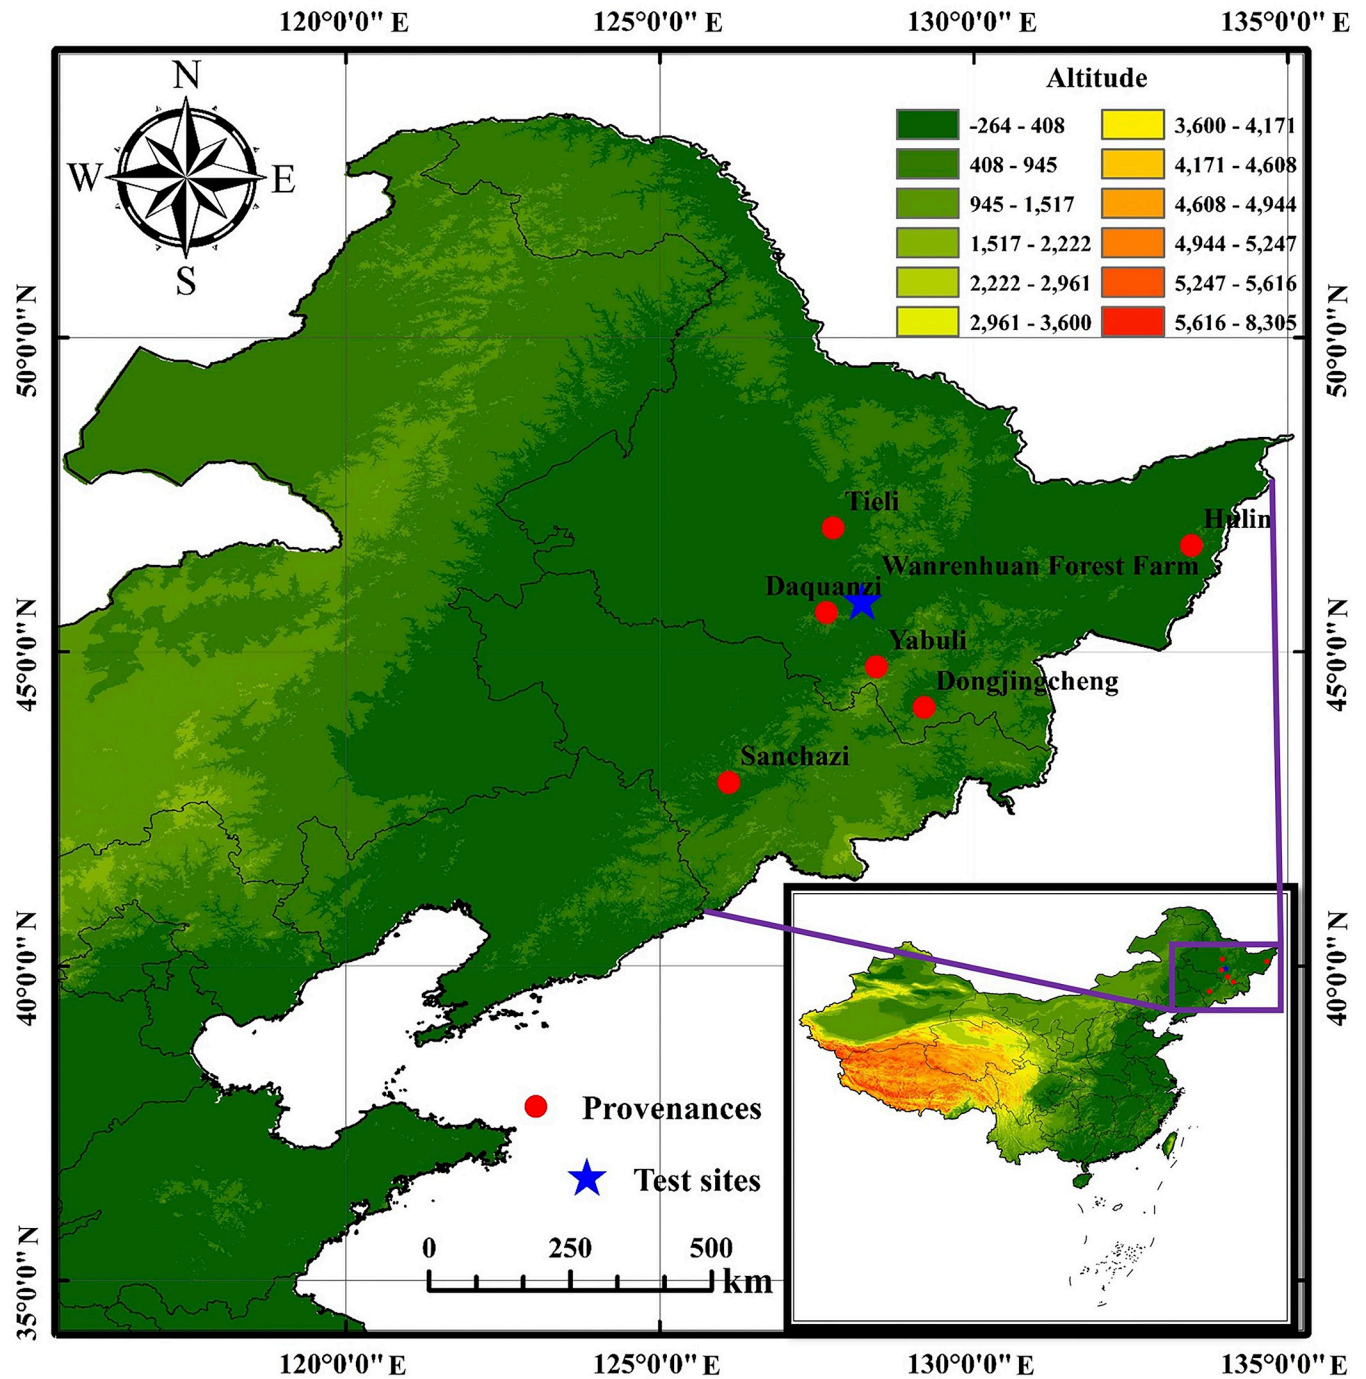 120°0'0" E 125°0'0" E 130°0'0" E 135°0'0" E
N
W E
S
Altitude
-264 - 408 3,600 - 4,171
408 - 945 4,171 - 4,608
945 - 1,517 4,608 - 4,944
1,517 - 2,222 4,944 - 5,247
2,222 - 2,961 5,247 - 5,616
2,961 - 3,600 5,616 - 8,305
50°0'0" N 50°0'0" N
Tieli
Hulin
Wanrenhuan Forest Farm
Daquanzi
45°0'0" N 45°0'0" N
Yabuli
Dongjingcheng
Sanchazi
40°0'0" N 40°0'0" N
Provenances
Test sites
35°0'0" N
0 250 500
km
120°0'0" E 125°0'0" E 130°0'0" E 135°0'0" E